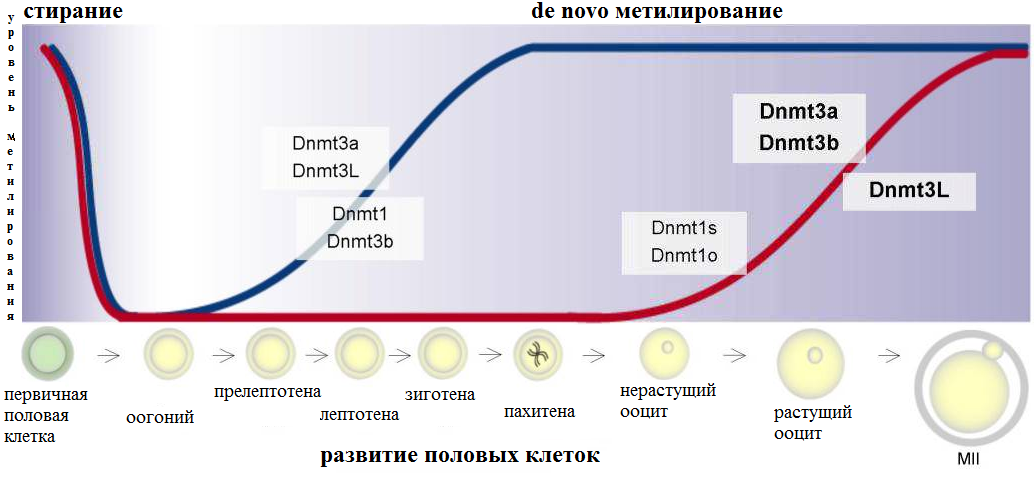 стирание
de novo метилирование
уровень метилирования
Dnmt3a
Dnmt3L
Dnmt1
Dnmt3b
Dnmt1s
Dnmt1o
Dnmt3a
Dnmt3b
Dnmt3L
первичная
половая
клетка
оогоний
прелептотена
лептотена
зиготена
пахитена
нерастущий
ооцит
растущий
ооцит
MII
развитие половых клеток